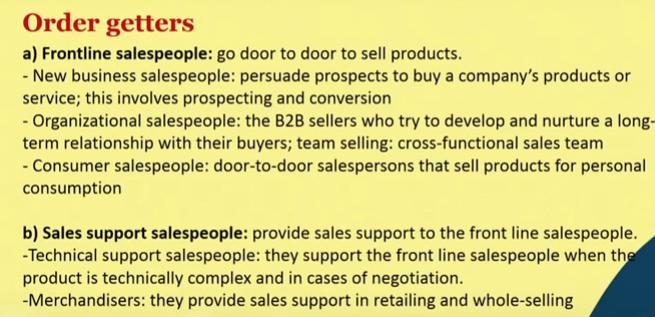 Order getters
a) Frontline salespeople: go door to door to sell products.
- New business salespeople: persuade prospects to buy a company's products or
service; this involves prospecting and conversion
- Organizational salespeople: the B2B sellers who try to develop and nurture a long-
term relationship with their buyers; team selling: cross-functional sales team
- Consumer salespeople: door-to-door salespersons that sell products for personal
consumption
b) Sales support salespeople: provide sales support to the front line salespeople.
-Technical support salespeople: they support the front line salespeople when the
product is technically complex and in cases of negotiation.
-Merchandisers: they provide sales support in retailing and whole-selling